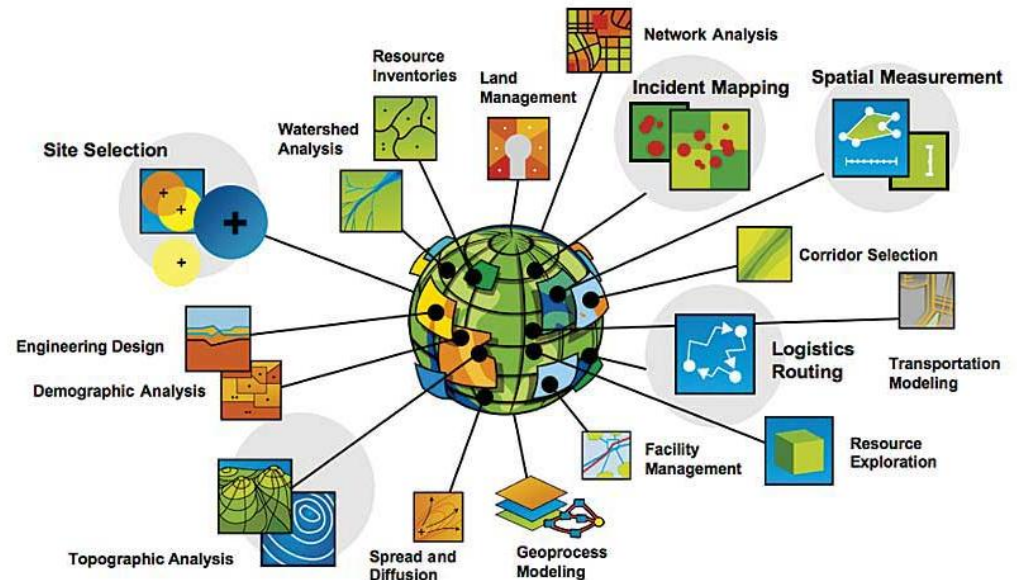 Network Analysis
Resource
Inventories
Land
Management
Incident Mapping
Spatial Measurement
Watershed
Analysis
Site Selection
Corridor Selection
Engineering Design
Logistics
Routing
Transportation
Modeling
Demographic Analysis
Facility
Management
Resource
Exploration
Topographic Analysis
Spread and
Diffusion
Geoprocess
Modeling